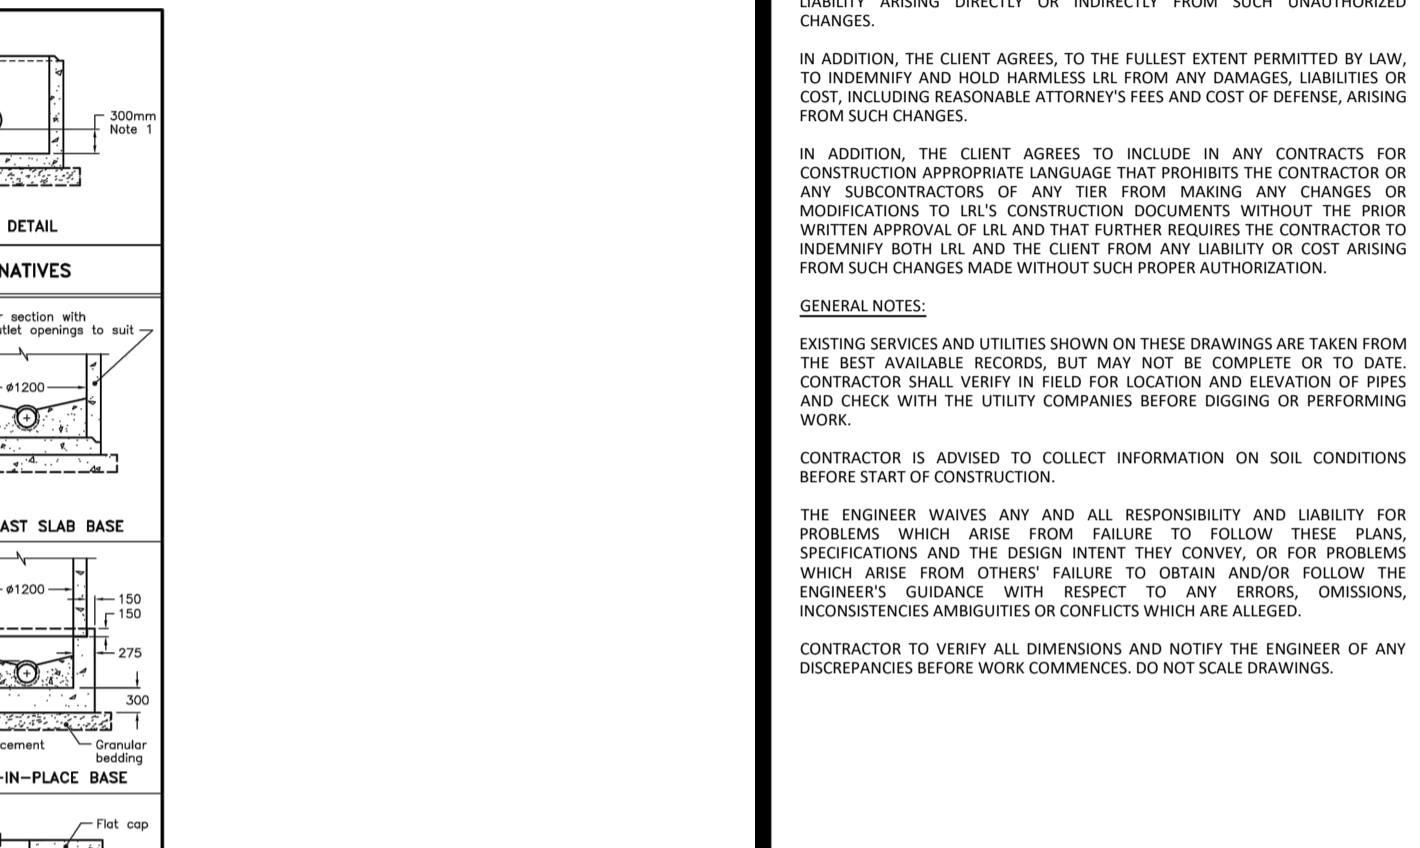 300mm
Note 1
DETAIL
NATIVES
section with
tlet openings to suit
ø1200
AST SLAB BASE
ø1200
150
150
275
300
cement
Granular
bedding
-IN-PLACE BASE
Flat cap
LIABILITY ARISING DIRECTLY OR INDIRECTLY FROM SUCH UNAUTHORIZED
CHANGES.
IN ADDITION, THE CLIENT AGREES, TO THE FULLEST EXTENT PERMITTED BY LAW,
TO INDEMNIFY AND HOLD HARMLESS LRL FROM ANY DAMAGES, LIABILITIES OR
COST, INCLUDING REASONABLE ATTORNEY'S FEES AND COST OF DEFENSE, ARISING
FROM SUCH CHANGES.
IN ADDITION, THE CLIENT AGREES TO INCLUDE IN ANY CONTRACTS FOR
CONSTRUCTION APPROPRIATE LANGUAGE THAT PROHIBITS THE CONTRACTOR OR
ANY SUBCONTRACTORS OF ANY TIER FROM MAKING ANY CHANGES OR
MODIFICATIONS TO LRL'S CONSTRUCTION DOCUMENTS WITHOUT THE PRIOR
WRITTEN APPROVAL OF LRL AND THAT FURTHER REQUIRES THE CONTRACTOR TO
INDEMNIFY BOTH LRL AND THE CLIENT FROM ANY LIABILITY OR COST ARISING
FROM SUCH CHANGES MADE WITHOUT SUCH PROPER AUTHORIZATION.
GENERAL NOTES:
EXISTING SERVICES AND UTILITIES SHOWN ON THESE DRAWINGS ARE TAKEN FROM
THE BEST AVAILABLE RECORDS, BUT MAY NOT BE COMPLETE OR TO DATE.
CONTRACTOR SHALL VERIFY IN FIELD FOR LOCATION AND ELEVATION OF PIPES
AND CHECK WITH THE UTILITY COMPANIES BEFORE DIGGING OR PERFORMING
WORK.
CONTRACTOR IS ADVISED TO COLLECT INFORMATION ON SOIL CONDITIONS
BEFORE START OF CONSTRUCTION.
THE ENGINEER WAIVES ANY AND ALL RESPONSIBILITY AND LIABILITY FOR
PROBLEMS WHICH ARISE FROM FAILURE TO FOLLOW THESE PLANS,
SPECIFICATIONS AND THE DESIGN INTENT THEY CONVEY, OR FOR PROBLEMS
WHICH ARISE FROM OTHERS' FAILURE TO OBTAIN AND/OR FOLLOW THE
ENGINEER'S GUIDANCE WITH RESPECT TO ANY ERRORS, OMISSIONS,
INCONSISTENCIES AMBIGUITIES OR CONFLICTS WHICH ARE ALLEGED.
CONTRACTOR TO VERIFY ALL DIMENSIONS AND NOTIFY THE ENGINEER OF ANY
DISCREPANCIES BEFORE WORK COMMENCES. DO NOT SCALE DRAWINGS.